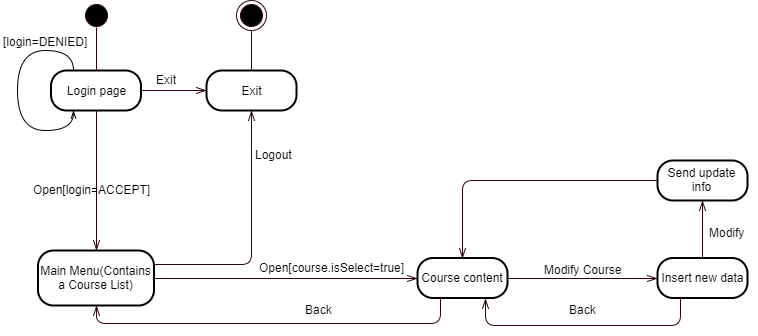 [login=DENIED]
Login page
Exit
Exit
Logout
Open[login=ACCEPT]
Send update
info
Modify
Main Menu(Contains
a Course List)
Open[course.isSelect=true]
Course content
Modify Course
Insert new data
Back
Back